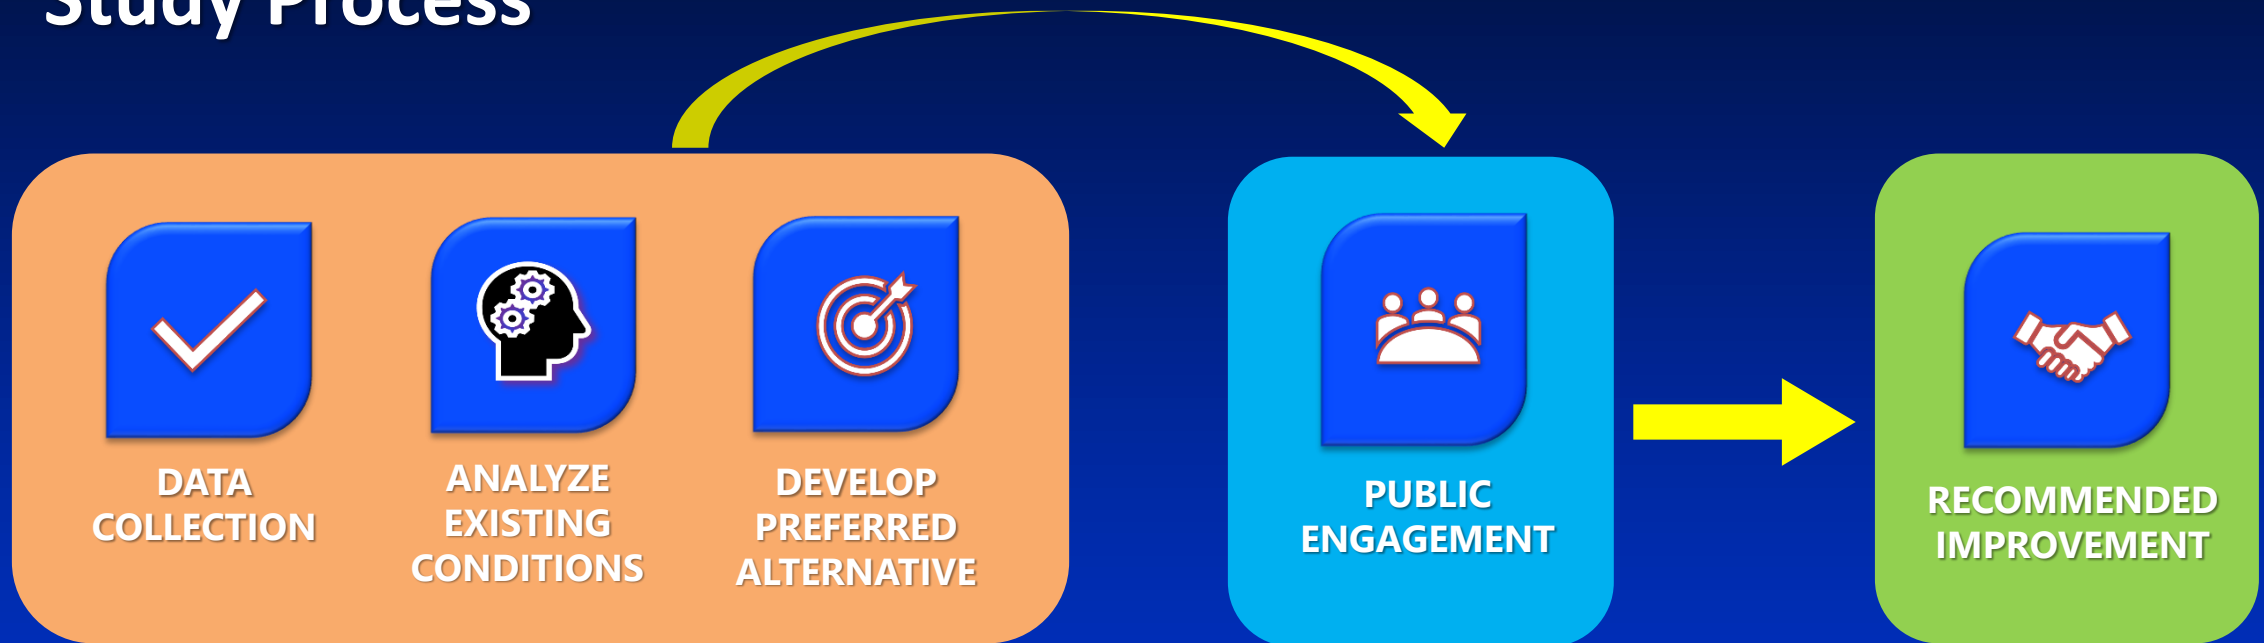 Study Process
DATA
COLLECTION
ANALYZE
EXISTING
CONDITIONS
DEVELOP
PREFERRED
ALTERNATIVE
PUBLIC
ENGAGEMENT
RECOMMENDED
IMPROVEMENT